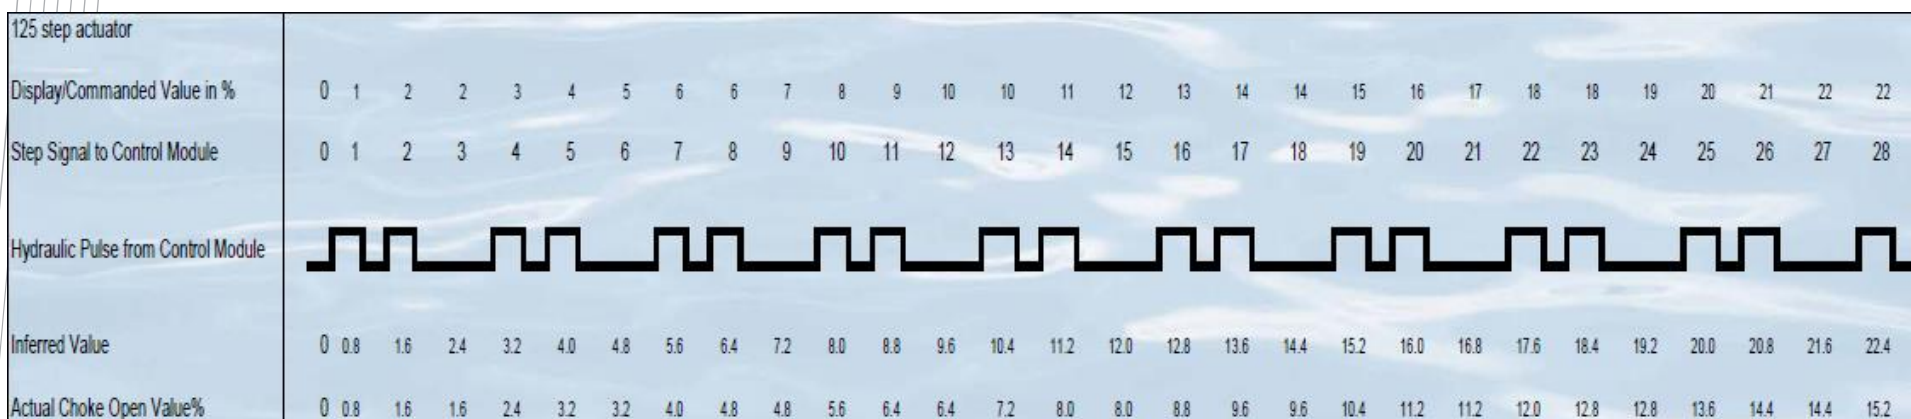 125 step actuator
Display/Commanded Value in % 0 1 2 2 3 4 5 6 6 7 8 9 10 10 11 12 13 14 14 15 16 17 18 18 19 20 21 22 22
Step Signal to Control Module 0 1 2 3 4 5 6 7 8 9 10 11 12 13 14 15 16 17 18 19 20 21 22 23 24 25 26 27 28
Hydraulic Pulse from Control Module
Inferred Value 0 0.8 1.6 2.4 3.2 4.0 4.8 5.6 6.4 7.2 8.0 8.8 9.6 10.4 11.2 12.0 12.8 13.6 14.4 15.2 16.0 16.8 17.6 18.4 19.2 20.0 20.8 21.6 22.4
Actual Choke Open Value% 0 0.8 1.6 1.6 2.4 3.2 3.2 4.0 4.8 4.8 5.6 6.4 6.4 7.2 8.0 8.0 8.8 9.6 9.6 10.4 11.2 11.2 12.0 12.8 12.8 13.6 14.4 14.4 15.2